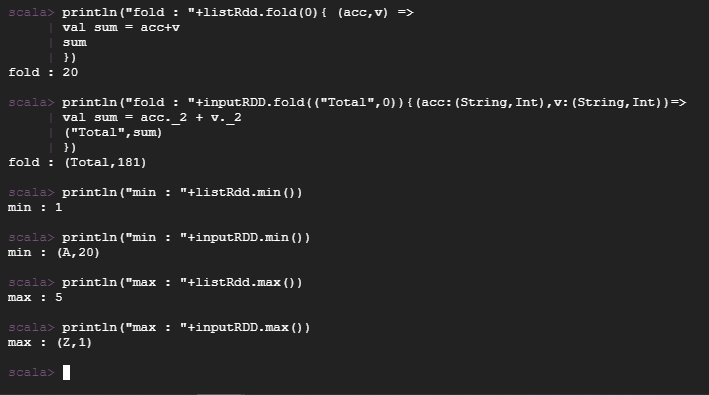 scala> println("fold : "+listRdd.fold(0){ (acc,v) =>
| val sum = acc+v
| sum
| })
fold : 20
scala> println("fold : "+inputRDD.fold(("Total",0)){(acc:(String,Int),v:(String,Int))=>
| val sum = acc._2 + v._2
| ("Total",sum)
| })
fold : (Total,181)
scala> println("min : "+listRdd.min())
min : 1
scala> println("min : "+inputRDD.min())
min : (A,20)
scala> println("max : "+listRdd.max())
max : 5
scala> println("max : "+inputRDD.max())
max : (Z,1)
scala>